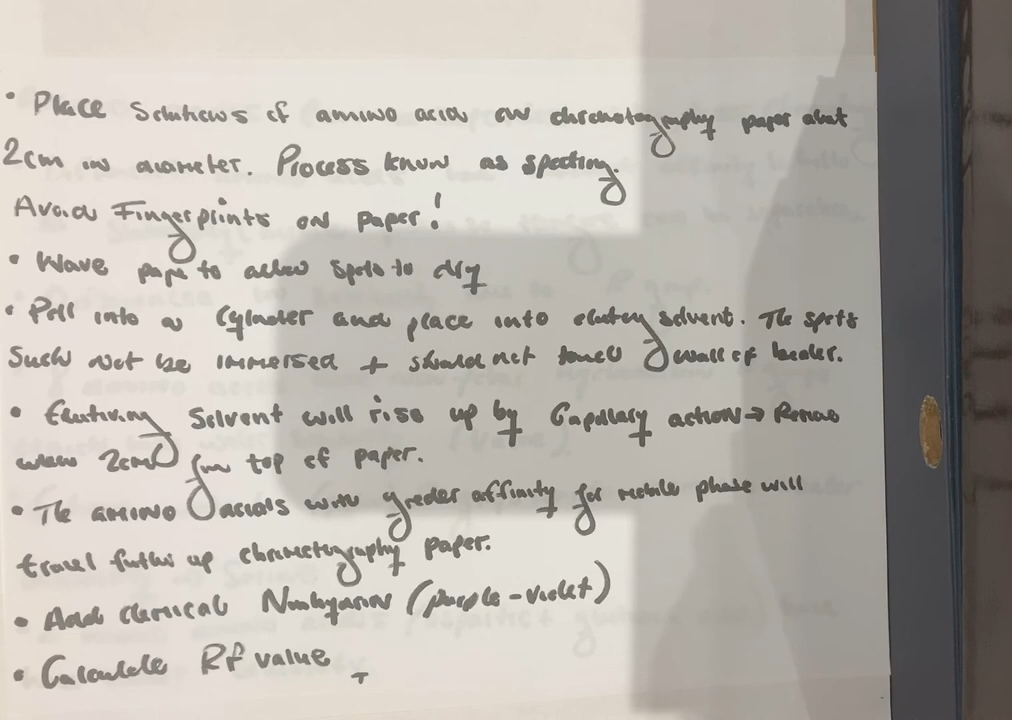 • Place Solutions of amino acid on chromatography paper about
2cm in diameter. Process known as spotting.
Avoid Fingerprints on paper!
• Wave paper to allow spots to dry
• Roll into a Cylinder and place into eluting solvent. The spots
Such not be immersed + should not touch wall of beaker.
• Eluting Solvent will rise up by Capillary action → Remove
when 2cm from top of paper.
• The amino acids with greater affinity for mobile phase will
travel further up chromatography paper.
• Add chemical (purple-violet)
• Calculate Rf value